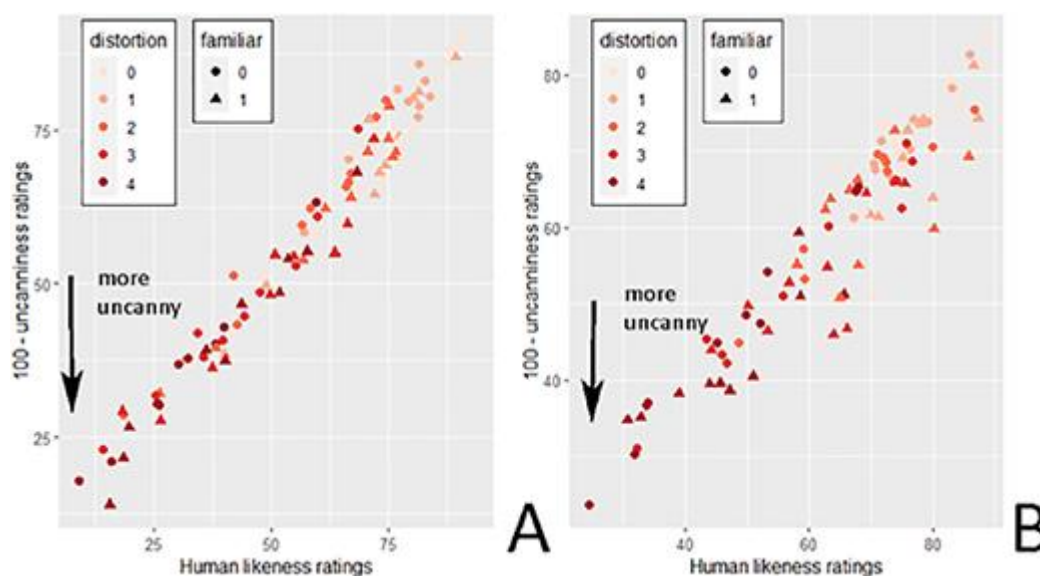 distortion
0
1
2
3
4
familiar
0
1
more
uncanny
100 - uncanniness ratings
75
50
25
25
50
75
Human likeness ratings
A
distortion
0
1
2
3
4
familiar
0
1
more
uncanny
100 - uncanniness ratings
80
60
40
40
60
80
Human likeness ratings
B